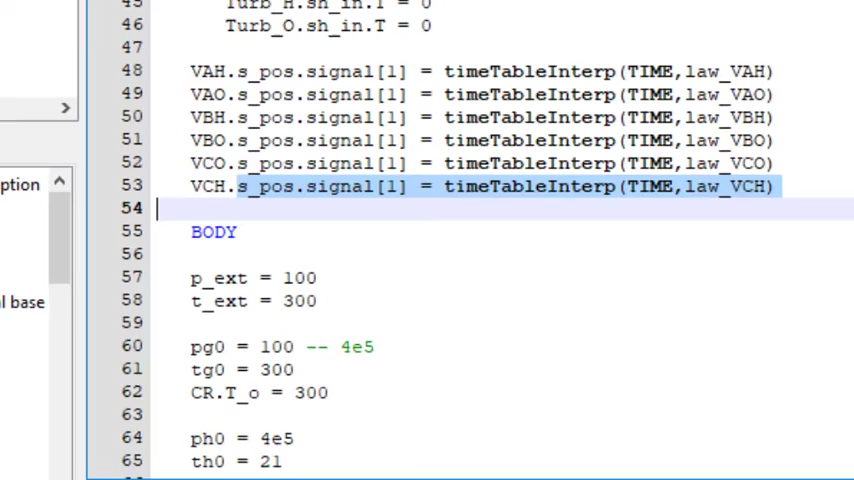 45 Turb_H.sh_in.T = 0
46 Turb_O.sh_in.T = 0
47
48 VAH.s_pos.signal[1] = timeTableInterp(TIME,law_VAH)
49 VAO.s_pos.signal[1] = timeTableInterp(TIME,law_VAO)
50 VBH.s_pos.signal[1] = timeTableInterp(TIME,law_VBH)
51 VBO.s_pos.signal[1] = timeTableInterp(TIME,law_VBO)
52 VCO.s_pos.signal[1] = timeTableInterp(TIME,law_VCO)
53 VCH.s_pos.signal[1] = timeTableInterp(TIME,law_VCH)
54
55 BODY
56
57 p_ext = 100
58 t_ext = 300
59
60 pg0 = 100 -- 4e5
61 tg0 = 300
62 CR.T_o = 300
63
64 ph0 = 4e5
65 th0 = 21
ption
l base